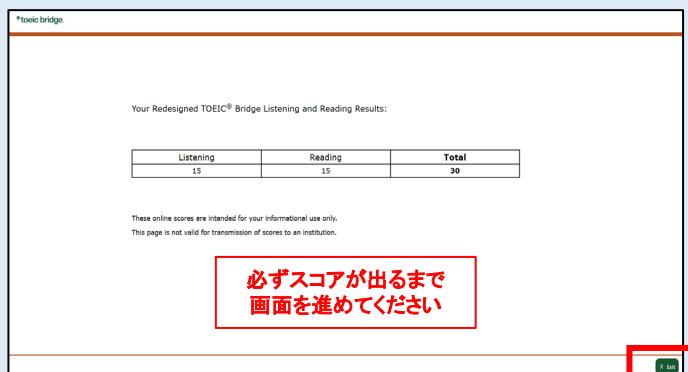 *toeic bridge.
Your Redesigned TOEIC® Bridge Listening and Reading Results:
Listening Reading Total
15 15 30
These online scores are intended for your informational use only.
This page is not valid for transmission of scores to an institution.
必ずスコアが出るまで
画面を進めてください
X Exit